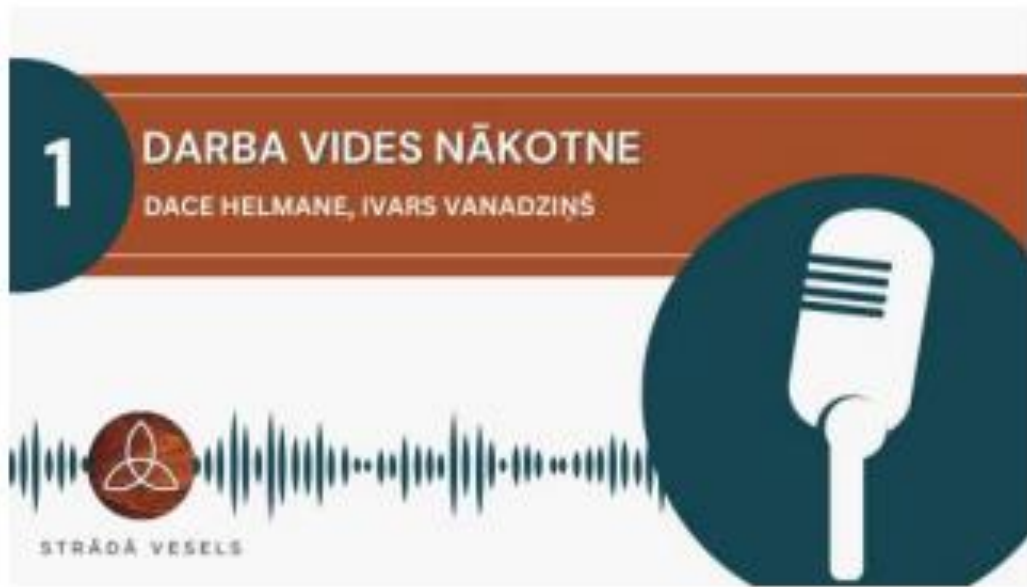 1
DARBA VIDES NĀKOTNE
DACE HELMANE, IVARS VANADZIŅŠ
STRĀDĀ VESELS